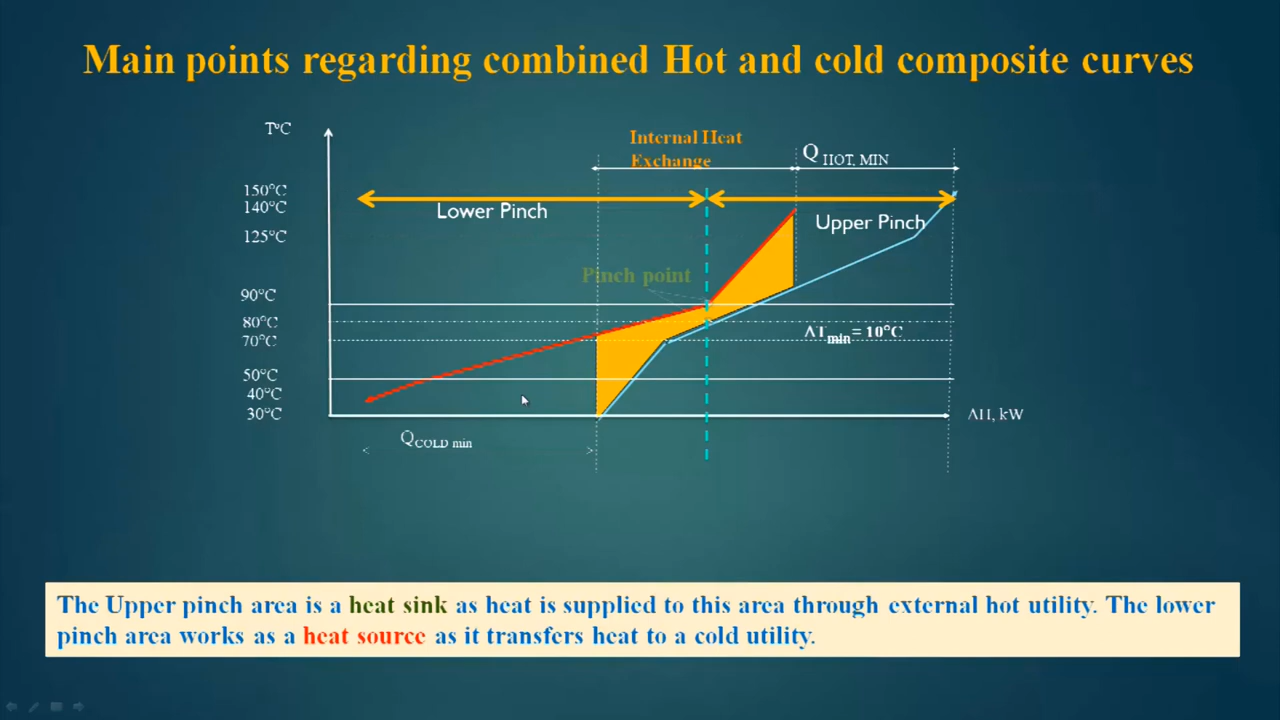 Main points regarding combined Hot and cold composite curves
TºC
Internal Heat
Exchange
Q HOT, MIN
150°C
140°C
Lower Pinch
Upper Pinch
125°C
Pinch point
90°C
80°C
ΔTmin= 10°C
70°C
50°C
40°C
30°C
ΔH, kW
QCOLD min
The Upper pinch area is a heat sink as heat is supplied to this area through external hot utility. The lower
pinch area works as a heat source as it transfers heat to a cold utility.